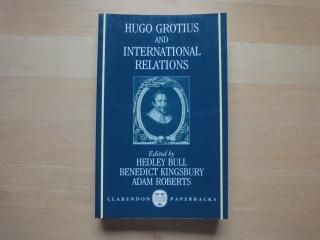 HUGO GROTIUS
AND
INTERNATIONAL
RELATIONS
Edited by
HEDLEY BULL
BENEDICT KINGSBURY
ADAM ROBERTS
CLARENDON PAPERBACKS